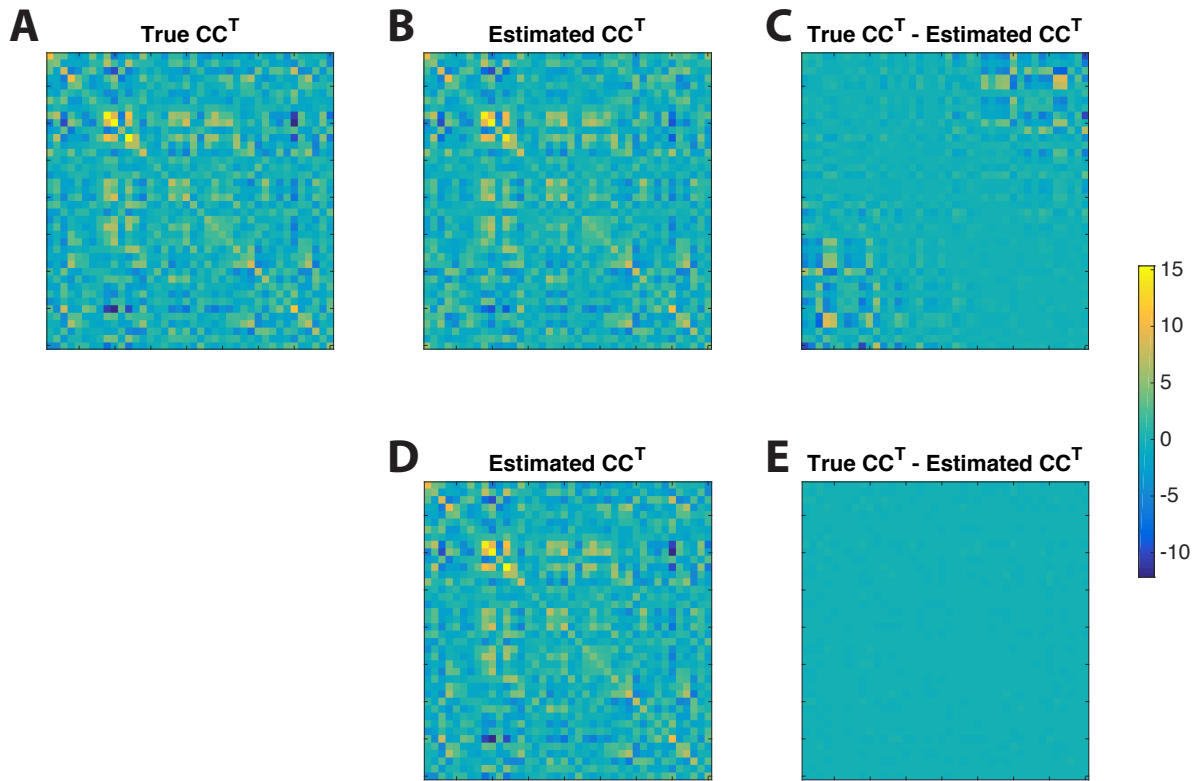 A
True CC^T
B
Estimated CC^T
C
True CC^T - Estimated CC^T
15
10
5
0
-5
-10
D
Estimated CC^T
E
True CC^T - Estimated CC^T